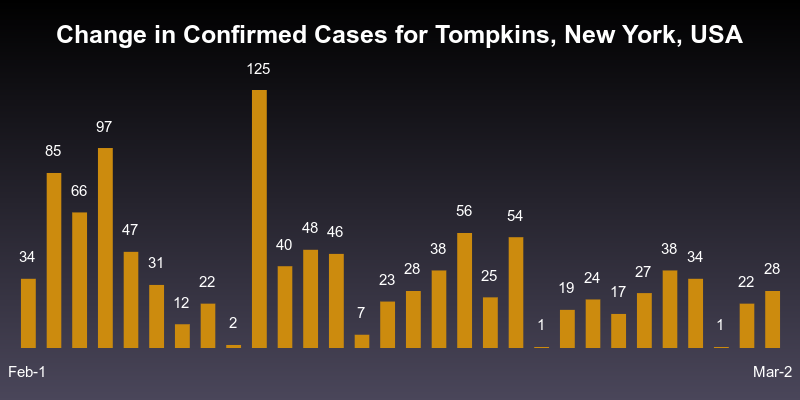 Change in Confirmed Cases for Tompkins, New York, USA
34 85 66 97 47 31 12 22 2 125 40 48 46 7 23 28 38 56 25 54 1 19 24 17 27 38 34 1 22 28
Feb-1 Mar-2